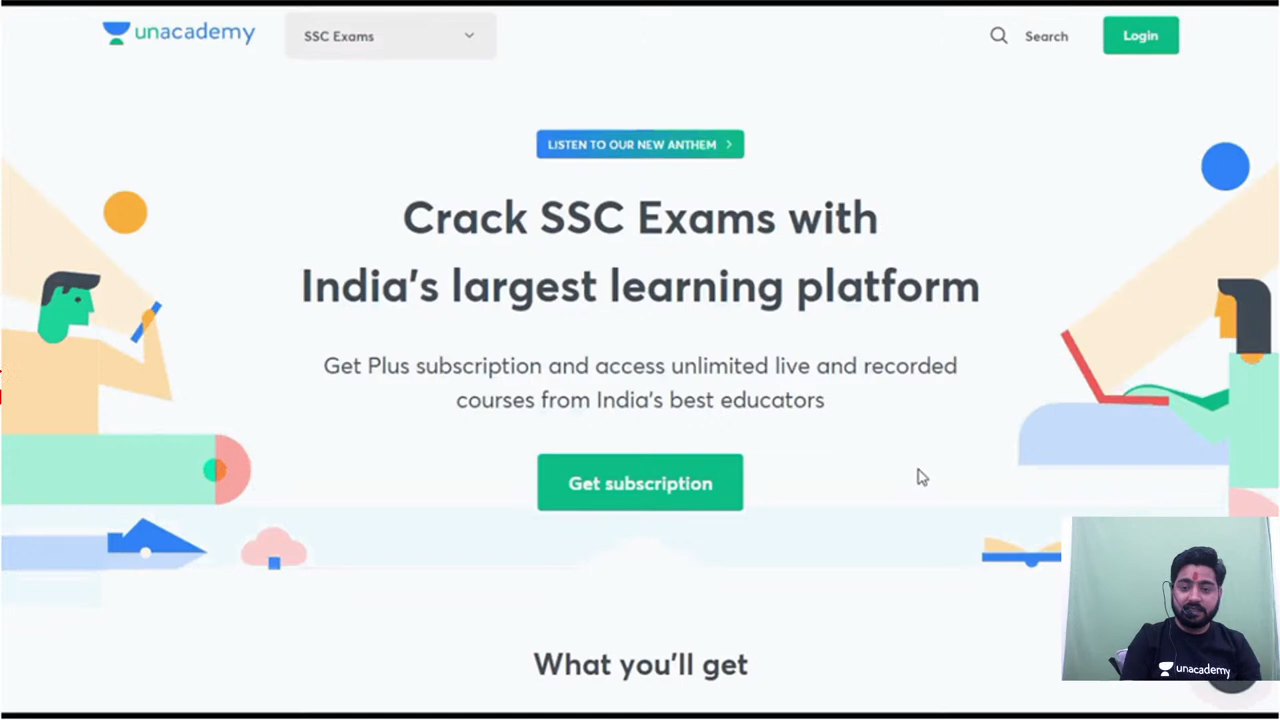 unacademy
SSC Exams
Search
Login
LISTEN TO OUR NEW ANTHEM
Crack SSC Exams with
India's largest learning platform
Get Plus subscription and access unlimited live and recorded
courses from India's best educators
Get subscription
What you'll get
unacademy